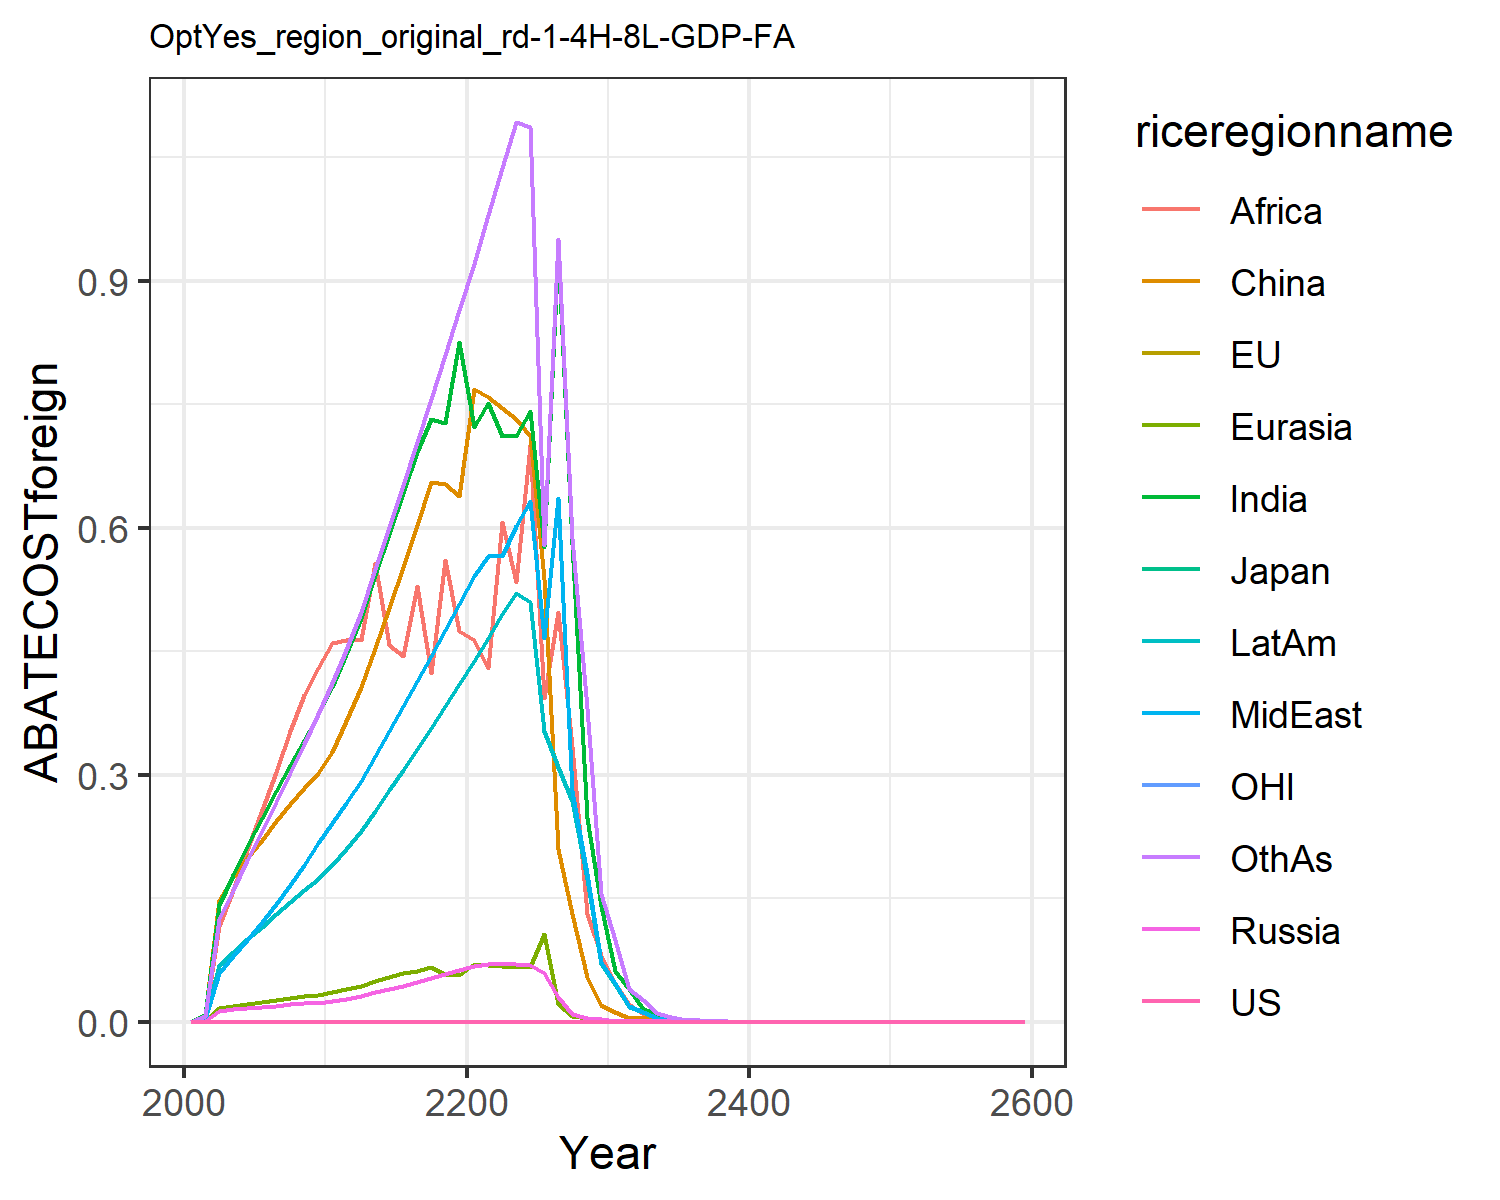 OptYes_region_original_rd-1-4H-8L-GDP-FA
ABATECOSTforeign
0.9
0.6
0.3
0.0
2000
2200
2400
2600
Year
riceregionname
Africa
China
EU
Eurasia
India
Japan
LatAm
MidEast
OHI
OthAs
Russia
US